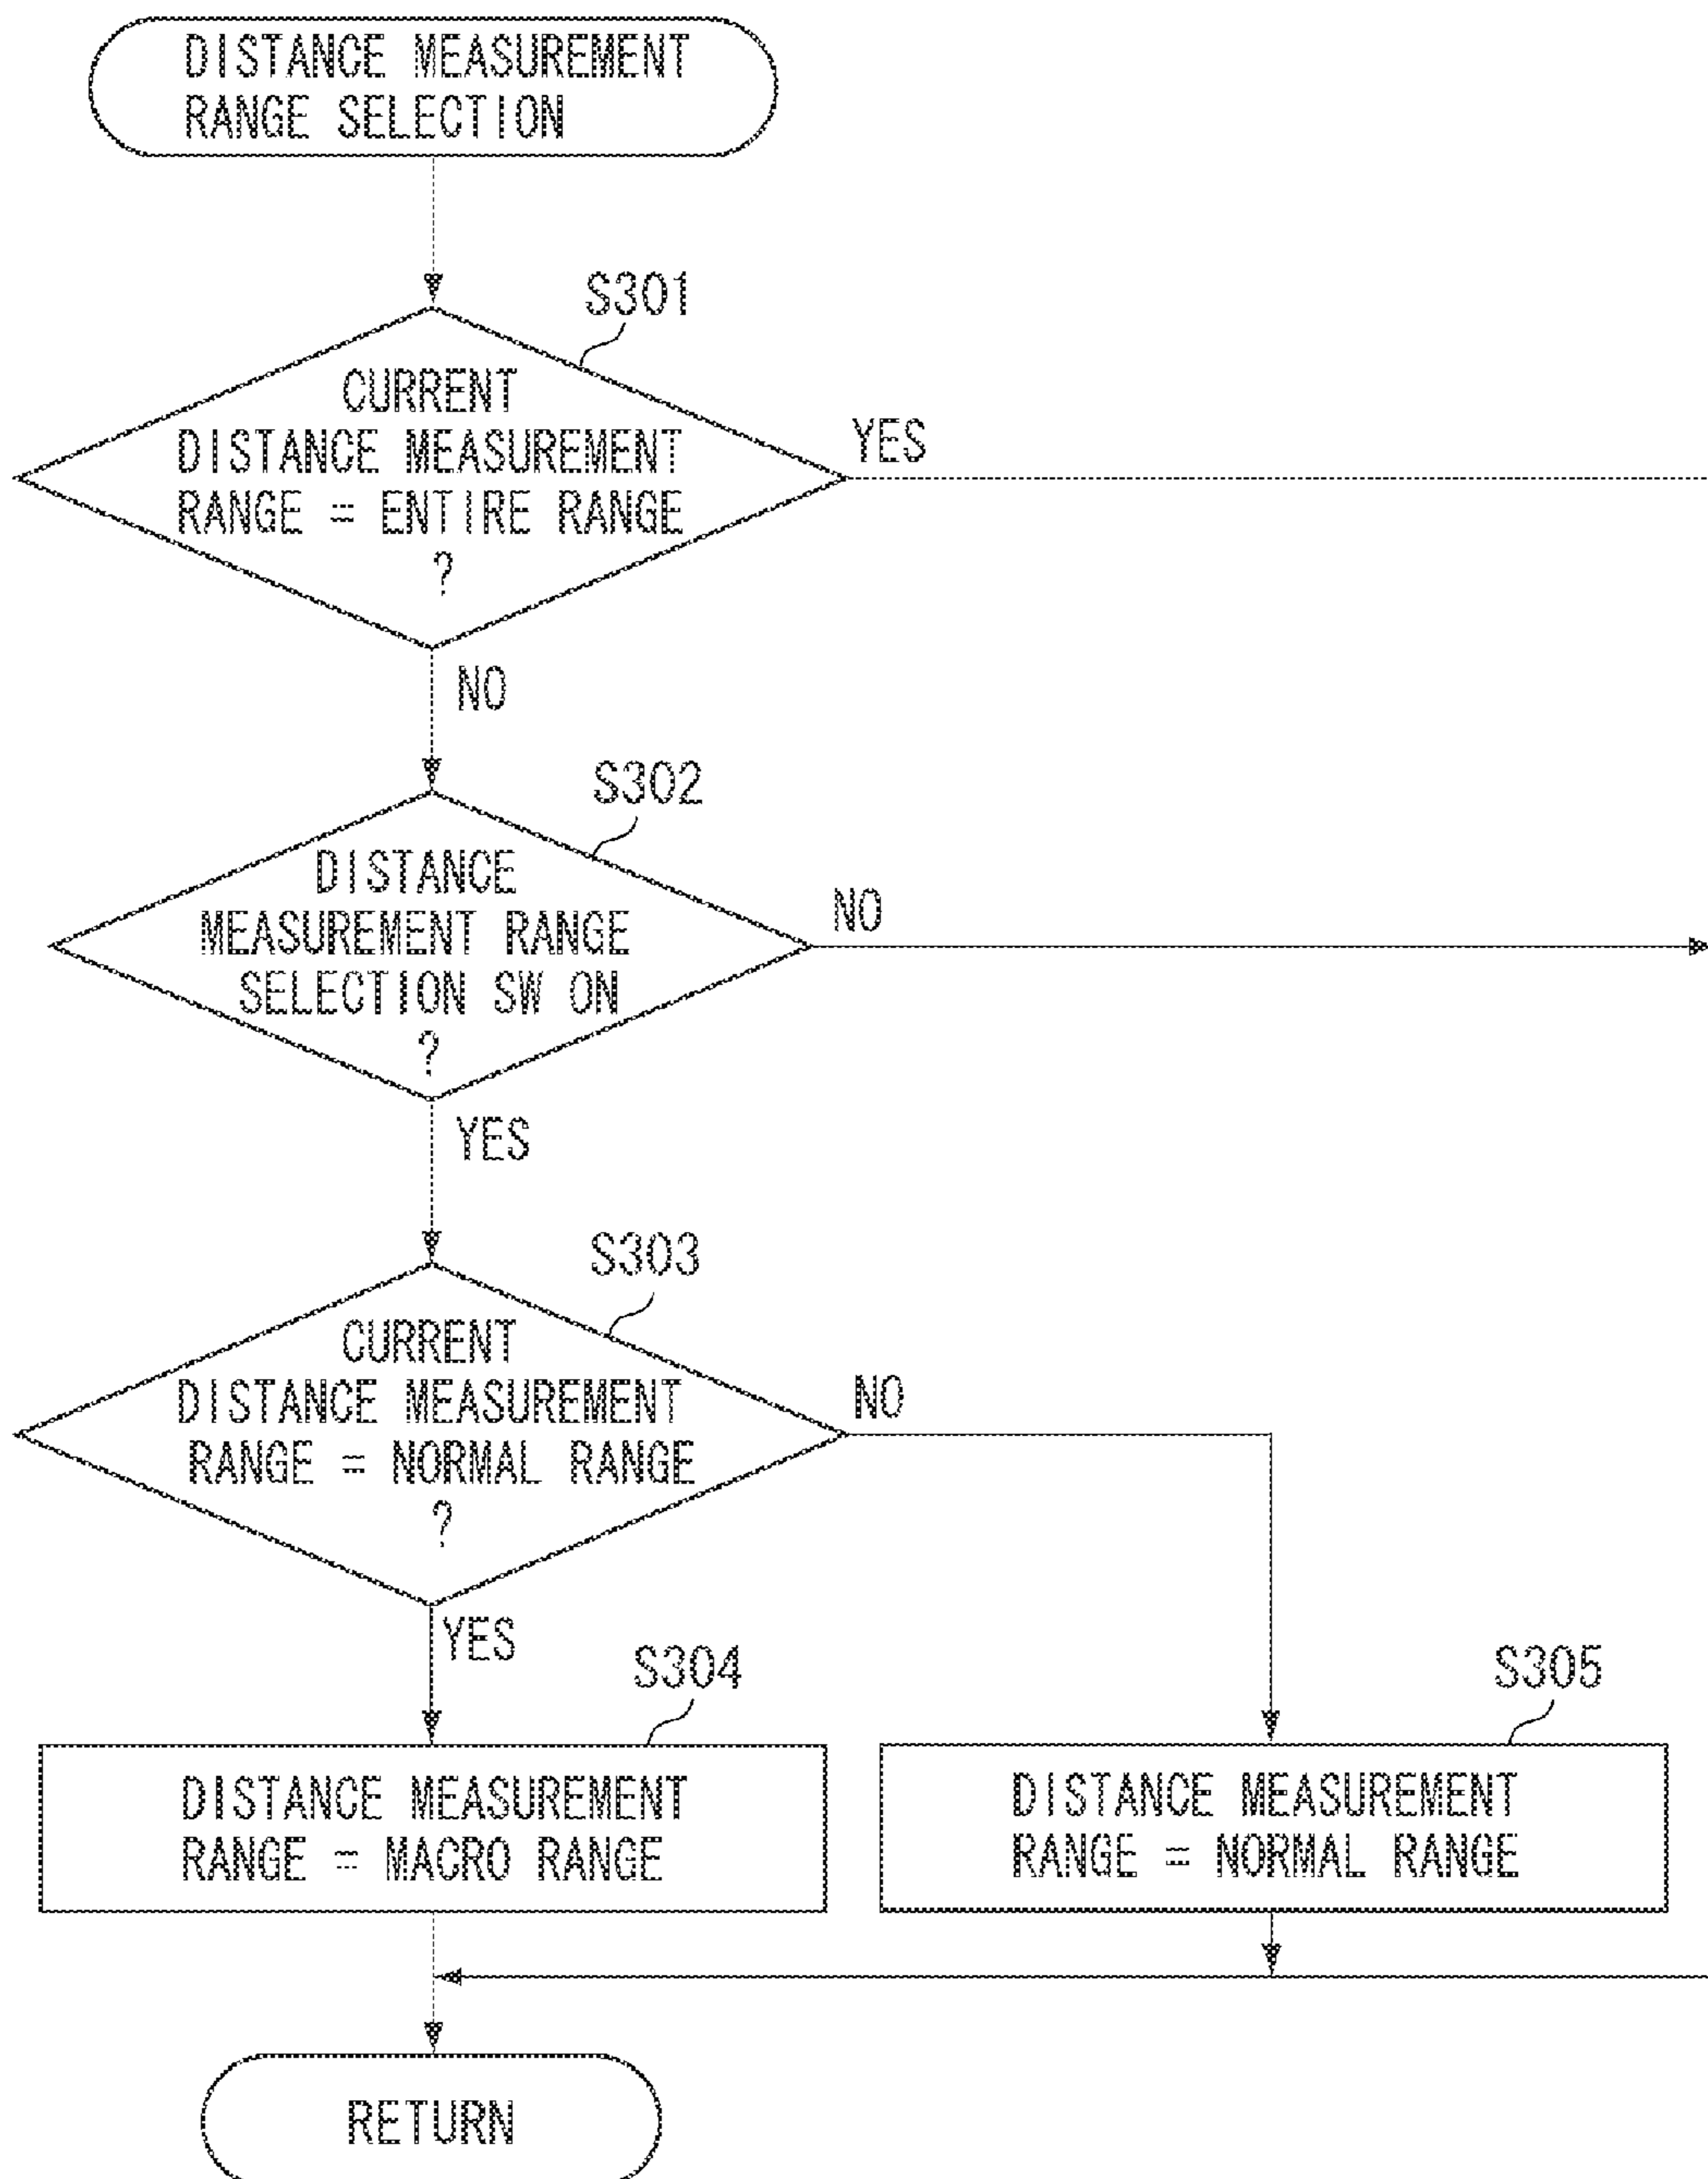 DISTANCE MEASUREMENT
RANGE SELECTION
S301
CURRENT
DISTANCE MEASUREMENT
RANGE = ENTIRE RANGE
?
YES
NO
S302
DISTANCE
MEASUREMENT RANGE
SELECTION SW ON
?
NO
YES
S303
CURRENT
DISTANCE MEASUREMENT
RANGE = NORMAL RANGE
?
NO
YES
S304
DISTANCE MEASUREMENT
RANGE = MACRO RANGE
S305
DISTANCE MEASUREMENT
RANGE = NORMAL RANGE
RETURN